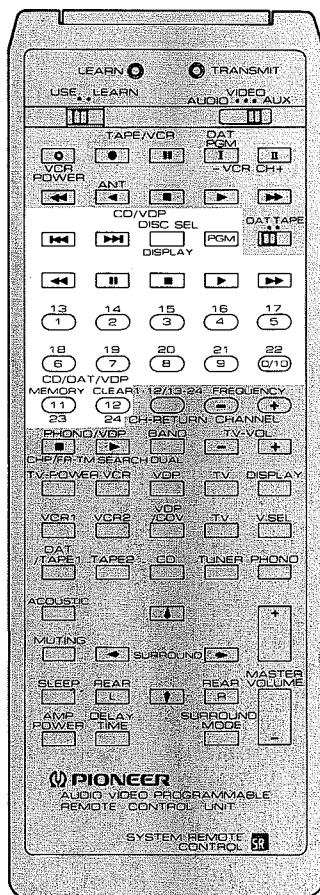 LEARN TRANSMIT
USE LEARN VIDEO
AUDIO AUX
TAPE/VCR DAT
PGM
I II
VCR -VCR CH+
POWER ANT
CD/VDP
DISC SEL DAT TAPE
PGM
DISPLAY
13 14 15 16 17
1 2 3 4 5
18 19 20 21 22
6 7 8 9 0/10
CD/DAT/VDP
MEMORY CLEAR 1-12/13-24 FREQUENCY
11 12 - +
23 24 CH-RETURN CHANNEL
PHONO/VDP BAND TV-VOL
- +
CHP/FR-TM SEARCH DUAL
TV-POWER VCR VDP TV DISPLAY
VDP
VCR1 VCR2 /COV TV V.SEL
DAT
/TAPE1 TAPE2 CD TUNER PHONO
ACOUSTIC +
MUTING SURROUND
MASTER
VOLUME
SLEEP REAR REAR
L R
AMP DELAY SURROUND
POWER TIME MODE -
PIONEER
AUDIO VIDEO PROGRAMMABLE
REMOTE CONTROL UNIT
SYSTEM REMOTE
CONTROL SR